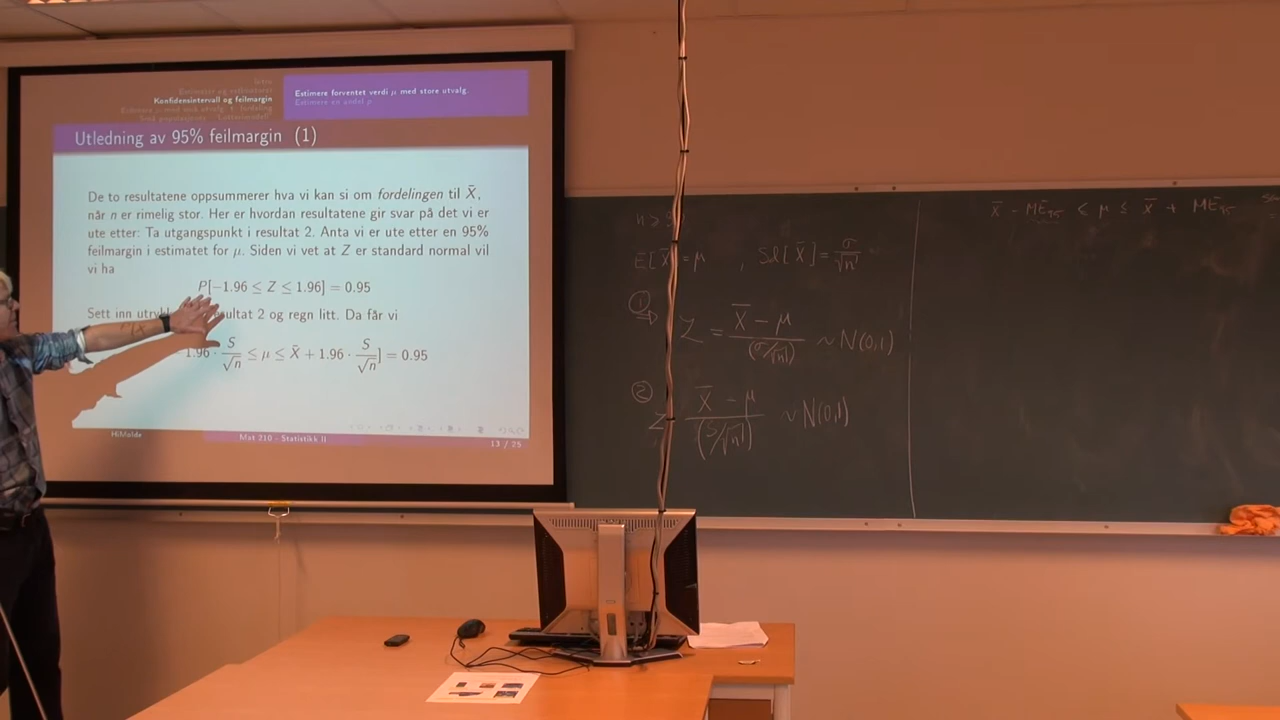 Intro
Estimator og estimatorer
Konfidensintervall og feilmargin
Estimere forventet verdi μ med store utvalg.
Estimere en andel p
Utledning av 95% feilmargin (1)
De to resultatene oppsummerer hva vi kan si om fordelingen til X̄,
når n er rimelig stor. Her er hvordan resultatene gir svar på det vi er
ute etter: Ta utgangspunkt i resultat 2. Anta vi er ute etter en 95%
feilmargin i estimatet for μ. Siden vi vet at Z er standard normal vil
vi ha
P[−1.96 ≤ Z ≤ 1.96] = 0.95
Sett inn resultat 2 og regn litt. Da får vi
1.96 · S/√n ≤ μ ≤ X̄ + 1.96 · S/√n] = 0.95
HiMolde
Mat 210 - Statistikk II
13 / 25
n >
E[X̄] = μ , Sd[X̄] = σ/√n
① Z = (X̄ − μ)/(σ/√n) ~ N(0,1)
② Z (X̄ − μ)/(S/√n) ~ N(0,1)
X̄ − ME₉₅ ≤ μ ≤ X̄ + ME₉₅